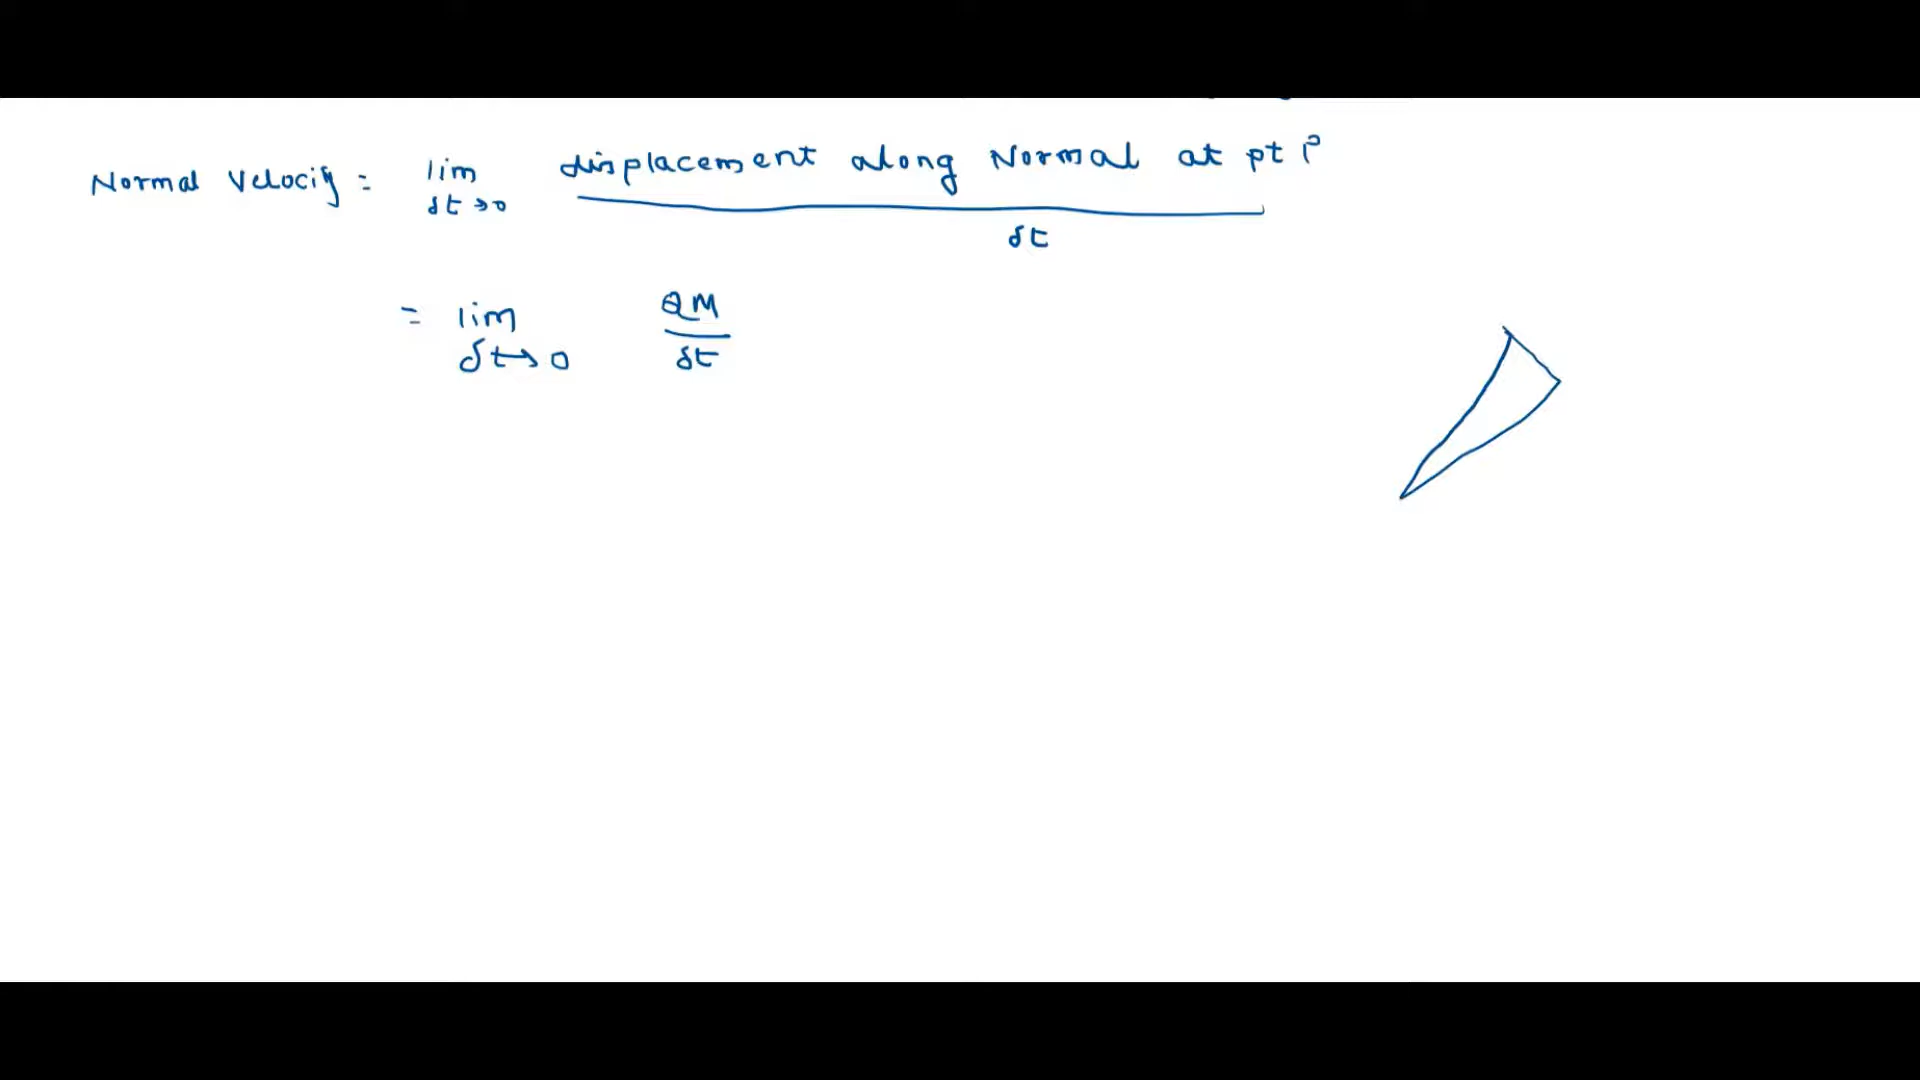 Normal Velocity = lim displacement along Normal at pt P
δt→0 δt
= lim QM
δt→0 δt